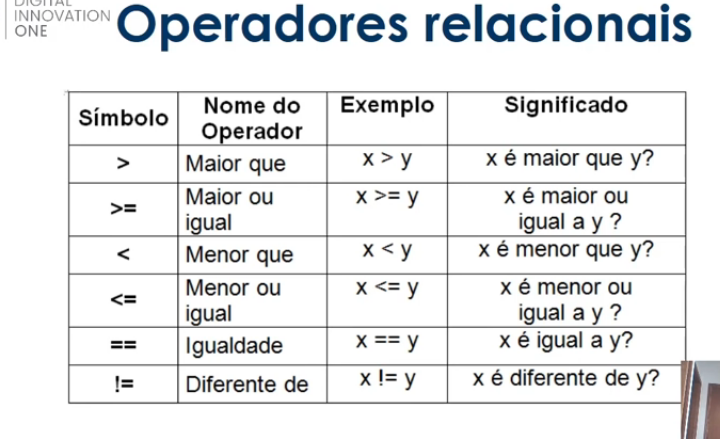 DIGITAL
INNOVATION
ONE
Operadores relacionais
Símbolo Nome do Operador Exemplo Significado
> Maior que x > y x é maior que y?
>= Maior ou igual x >= y x é maior ou igual a y ?
< Menor que x < y x é menor que y?
<= Menor ou igual x <= y x é menor ou igual a y ?
== Igualdade x == y x é igual a y?
!= Diferente de x != y x é diferente de y?